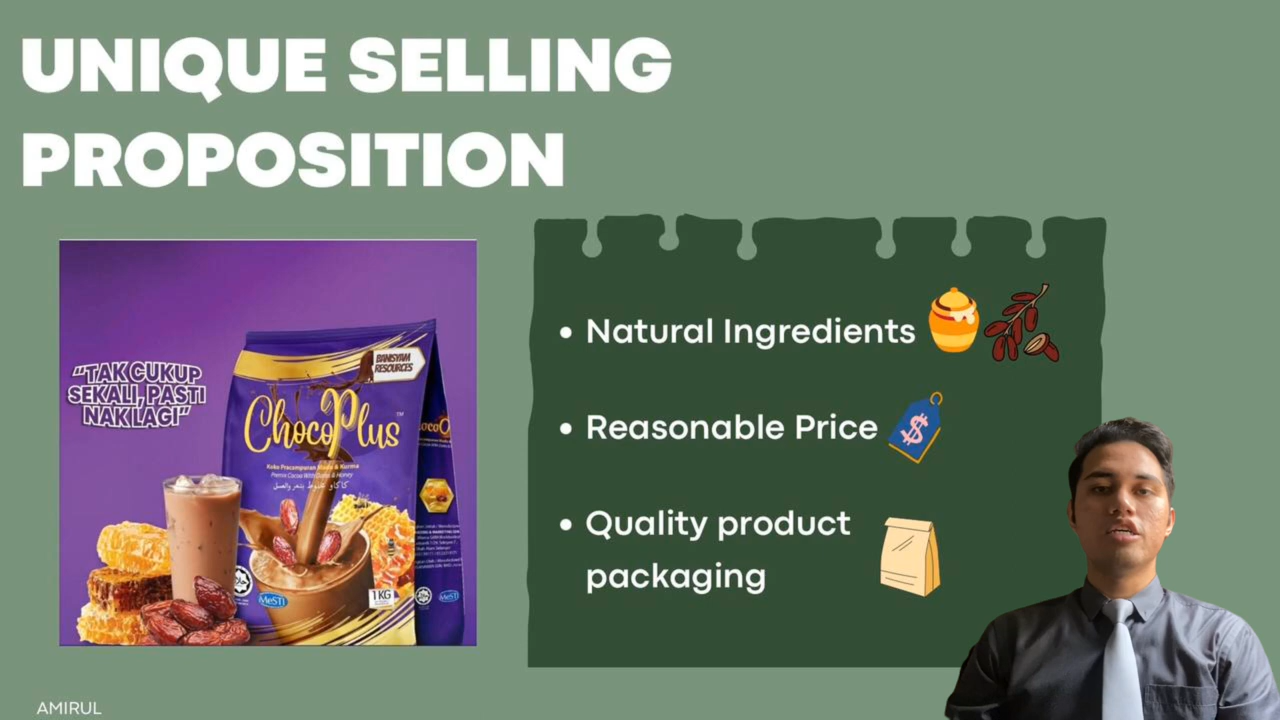 UNIQUE SELLING
PROPOSITION
"TAK CUKUP
SEKALI, PASTI
NAK LAGI"
BANISYAM
RESOURCES
ChocoPlus™
Koko Pracampuran Madu & Kurma
Premix Cocoa With Dates & Honey
MeSTI
1KG
• Natural Ingredients
$
• Reasonable Price
• Quality product
packaging
AMIRUL